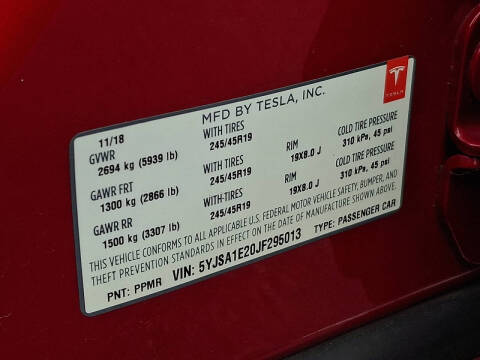 TESLA
MFD BY TESLA, INC.
11/18
GVWR WITH TIRES RIM COLD TIRE PRESSURE
2694 kg (5939 lb) 245/45R19 19X8.0 J 310 kPa, 45 psi
GAWR FRT WITH TIRES RIM COLD TIRE PRESSURE
1300 kg (2866 lb) 245/45R19 19X8.0 J 310 kPa, 45 psi
GAWR RR WITH TIRES
1500 kg (3307 lb) 245/45R19
THIS VEHICLE CONFORMS TO ALL APPLICABLE U.S. FEDERAL MOTOR VEHICLE SAFETY, BUMPER, AND
THEFT PREVENTION STANDARDS IN EFFECT ON THE DATE OF MANUFACTURE SHOWN ABOVE.
VIN: 5YJSA1E20JF295013 TYPE: PASSENGER CAR
PNT: PPMR